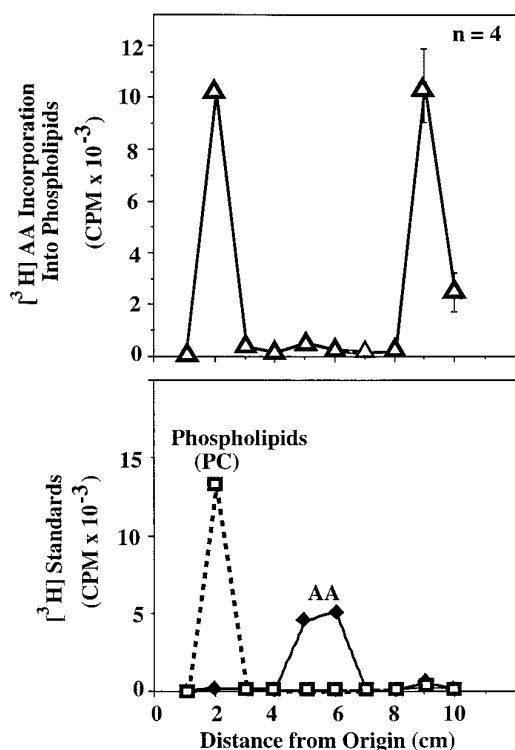 n = 4
[³H] AA Incorporation
Into Phospholipids
(CPM x 10⁻³)
12
10
8
6
4
2
0
Phospholipids
(PC)
AA
[³H] Standards
(CPM x 10⁻³)
15
10
5
0
0 2 4 6 8 10
Distance from Origin (cm)